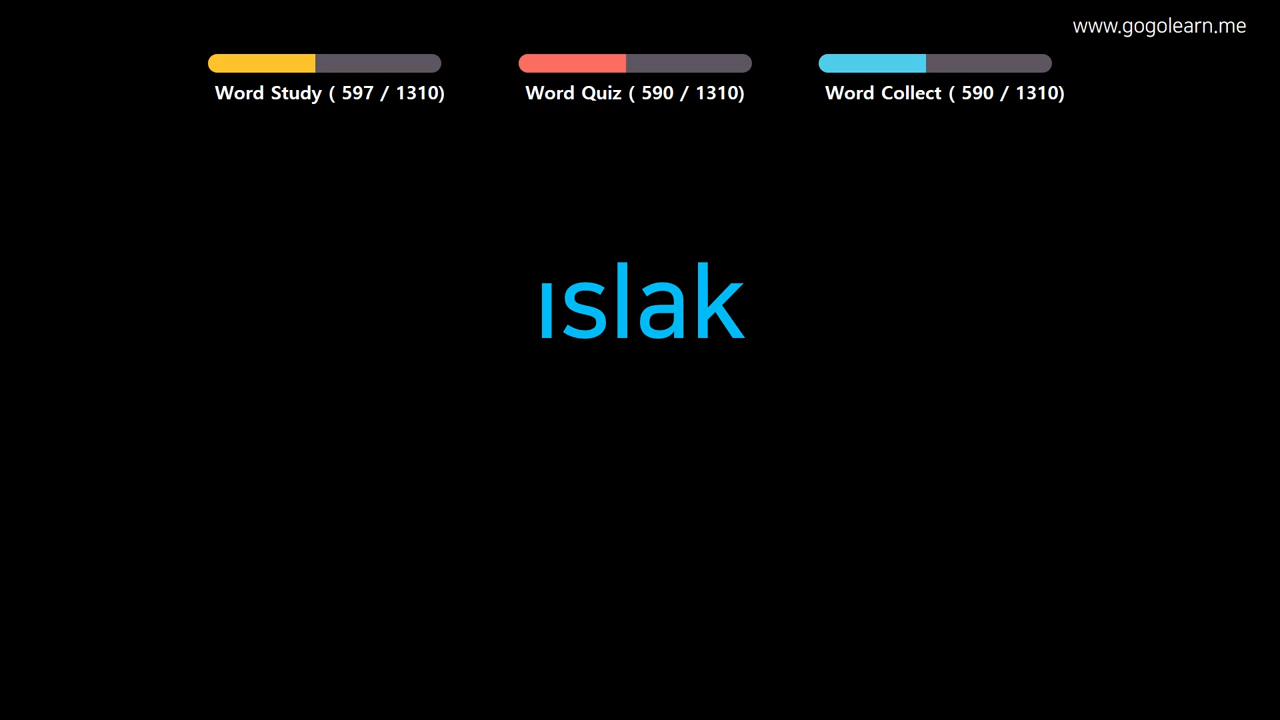 www.gogolearn.me
Word Study ( 597 / 1310)
Word Quiz ( 590 / 1310)
Word Collect ( 590 / 1310)
ıslak